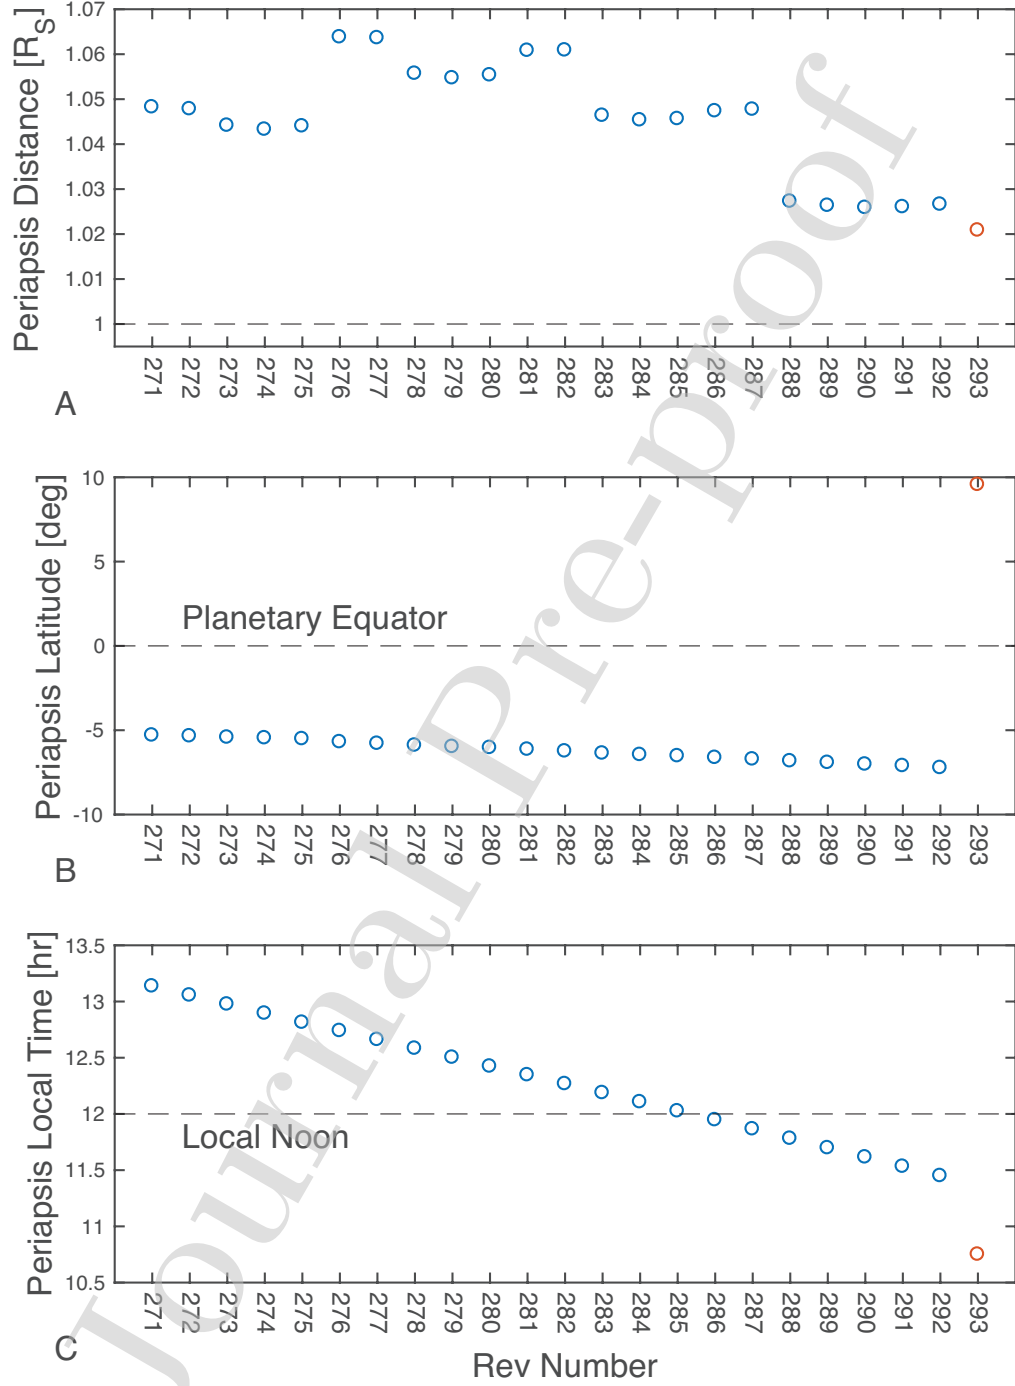 Periapsis Distance [R_S]
1.07
1.06
1.05
1.04
1.03
1.02
1.01
1
271 272 273 274 275 276 277 278 279 280 281 282 283 284 285 286 287 288 289 290 291 292 293
A
Periapsis Latitude [deg]
10
5
0
-5
-10
Planetary Equator
271 272 273 274 275 276 277 278 279 280 281 282 283 284 285 286 287 288 289 290 291 292 293
B
Periapsis Local Time [hr]
13.5
13
12.5
12
11.5
11
10.5
Local Noon
271 272 273 274 275 276 277 278 279 280 281 282 283 284 285 286 287 288 289 290 291 292 293
C
Rev Number
Journal Pre-proof